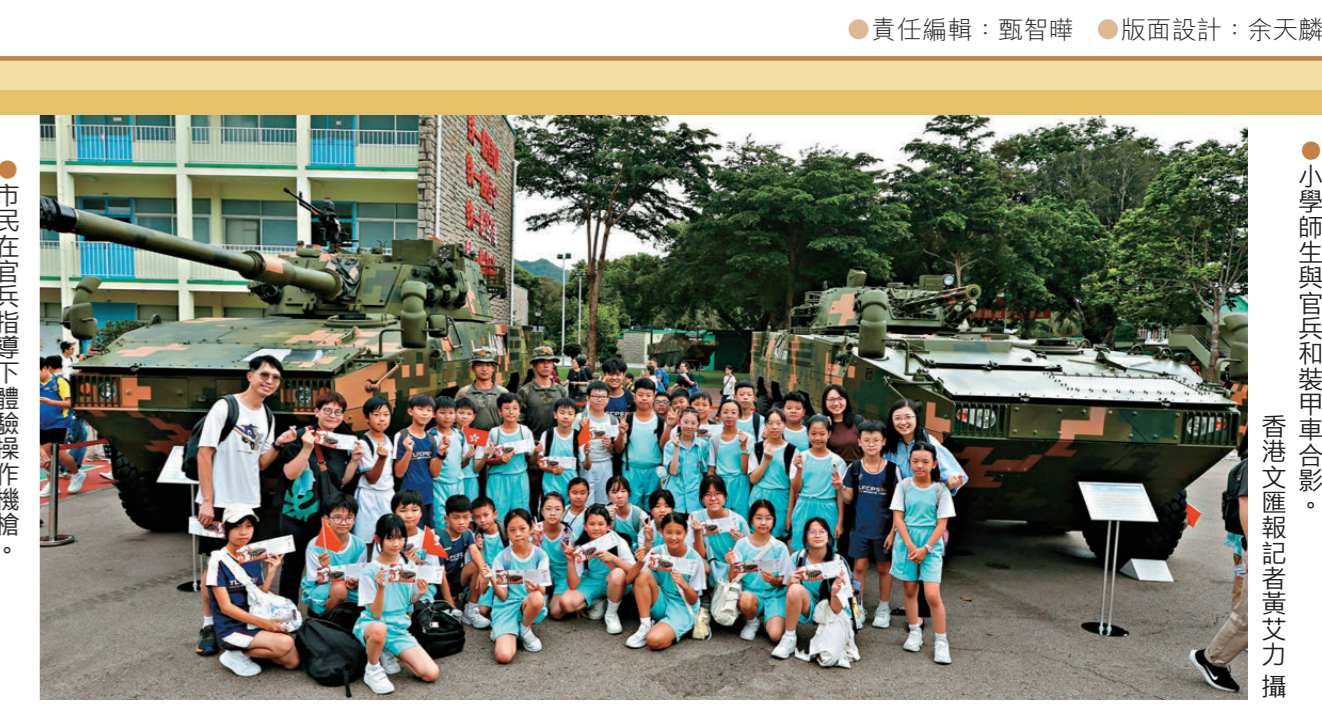 ●責任編輯：甄智曄　●版面設計：余天麟
●小學師生與官兵和裝甲車合影。
香港文匯報記者黃艾力 攝
●市民在官兵指導下體驗操作機槍。